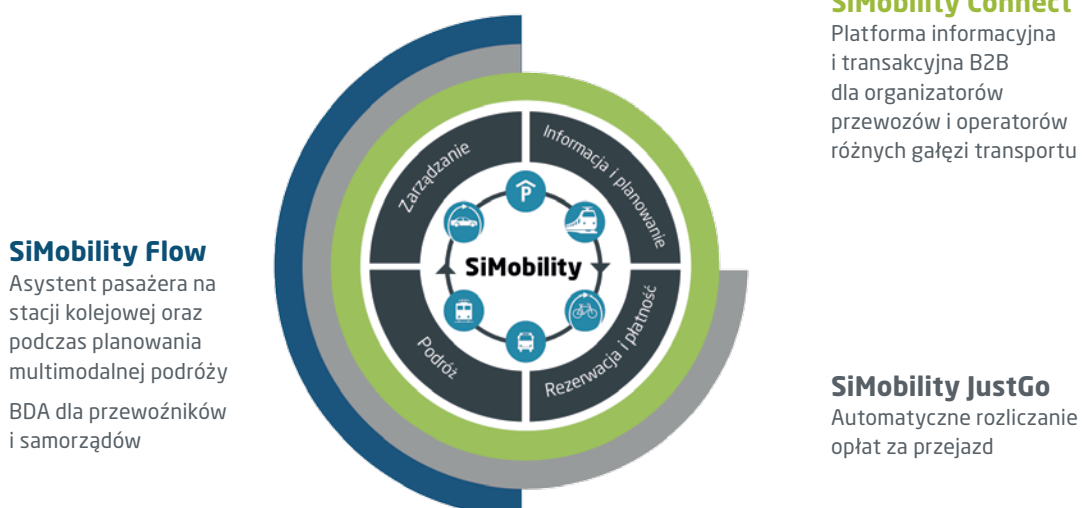 SiMobility Connect
Platforma informacyjna
i transakcyjna B2B
dla organizatorów
przewozów i operatorów
różnych gałęzi transportu
Zarządzanie
Informacja i planowanie
P
SiMobility Flow
Asystent pasażera na
stacji kolejowej oraz
podczas planowania
multimodalnej podróży
BDA dla przewoźników
i samorządów
SiMobility
Podróż
Rezerwacja i płatność
SiMobility JustGo
Automatyczne rozliczanie
opłat za przejazd